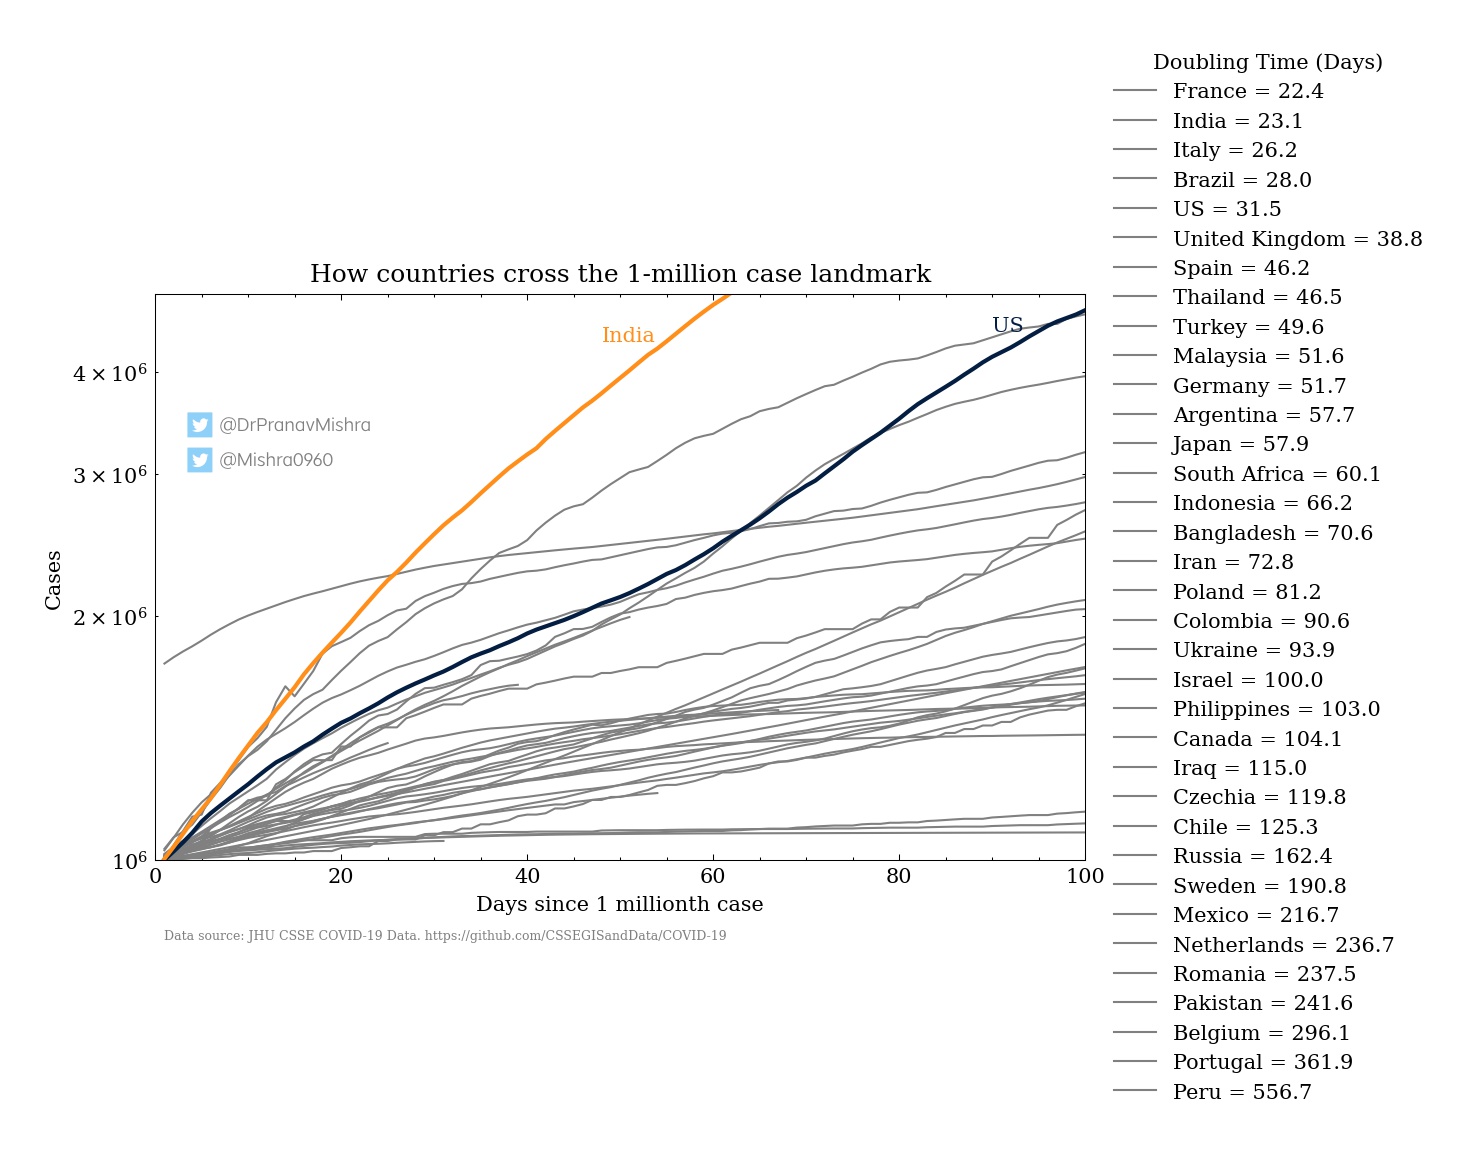 Doubling Time (Days)
France = 22.4
India = 23.1
Italy = 26.2
Brazil = 28.0
US = 31.5
United Kingdom = 38.8
Spain = 46.2
Thailand = 46.5
Turkey = 49.6
Malaysia = 51.6
Germany = 51.7
Argentina = 57.7
Japan = 57.9
South Africa = 60.1
Indonesia = 66.2
Bangladesh = 70.6
Iran = 72.8
Poland = 81.2
Colombia = 90.6
Ukraine = 93.9
Israel = 100.0
Philippines = 103.0
Canada = 104.1
Iraq = 115.0
Czechia = 119.8
Chile = 125.3
Russia = 162.4
Sweden = 190.8
Mexico = 216.7
Netherlands = 236.7
Romania = 237.5
Pakistan = 241.6
Belgium = 296.1
Portugal = 361.9
Peru = 556.7
How countries cross the 1-million case landmark
India
US
@DrPranavMishra
@Mishra0960
Cases
4 × 10⁶
3 × 10⁶
2 × 10⁶
10⁶
0 20 40 60 80 100
Days since 1 millionth case
Data source: JHU CSSE COVID-19 Data. https://github.com/CSSEGISandData/COVID-19